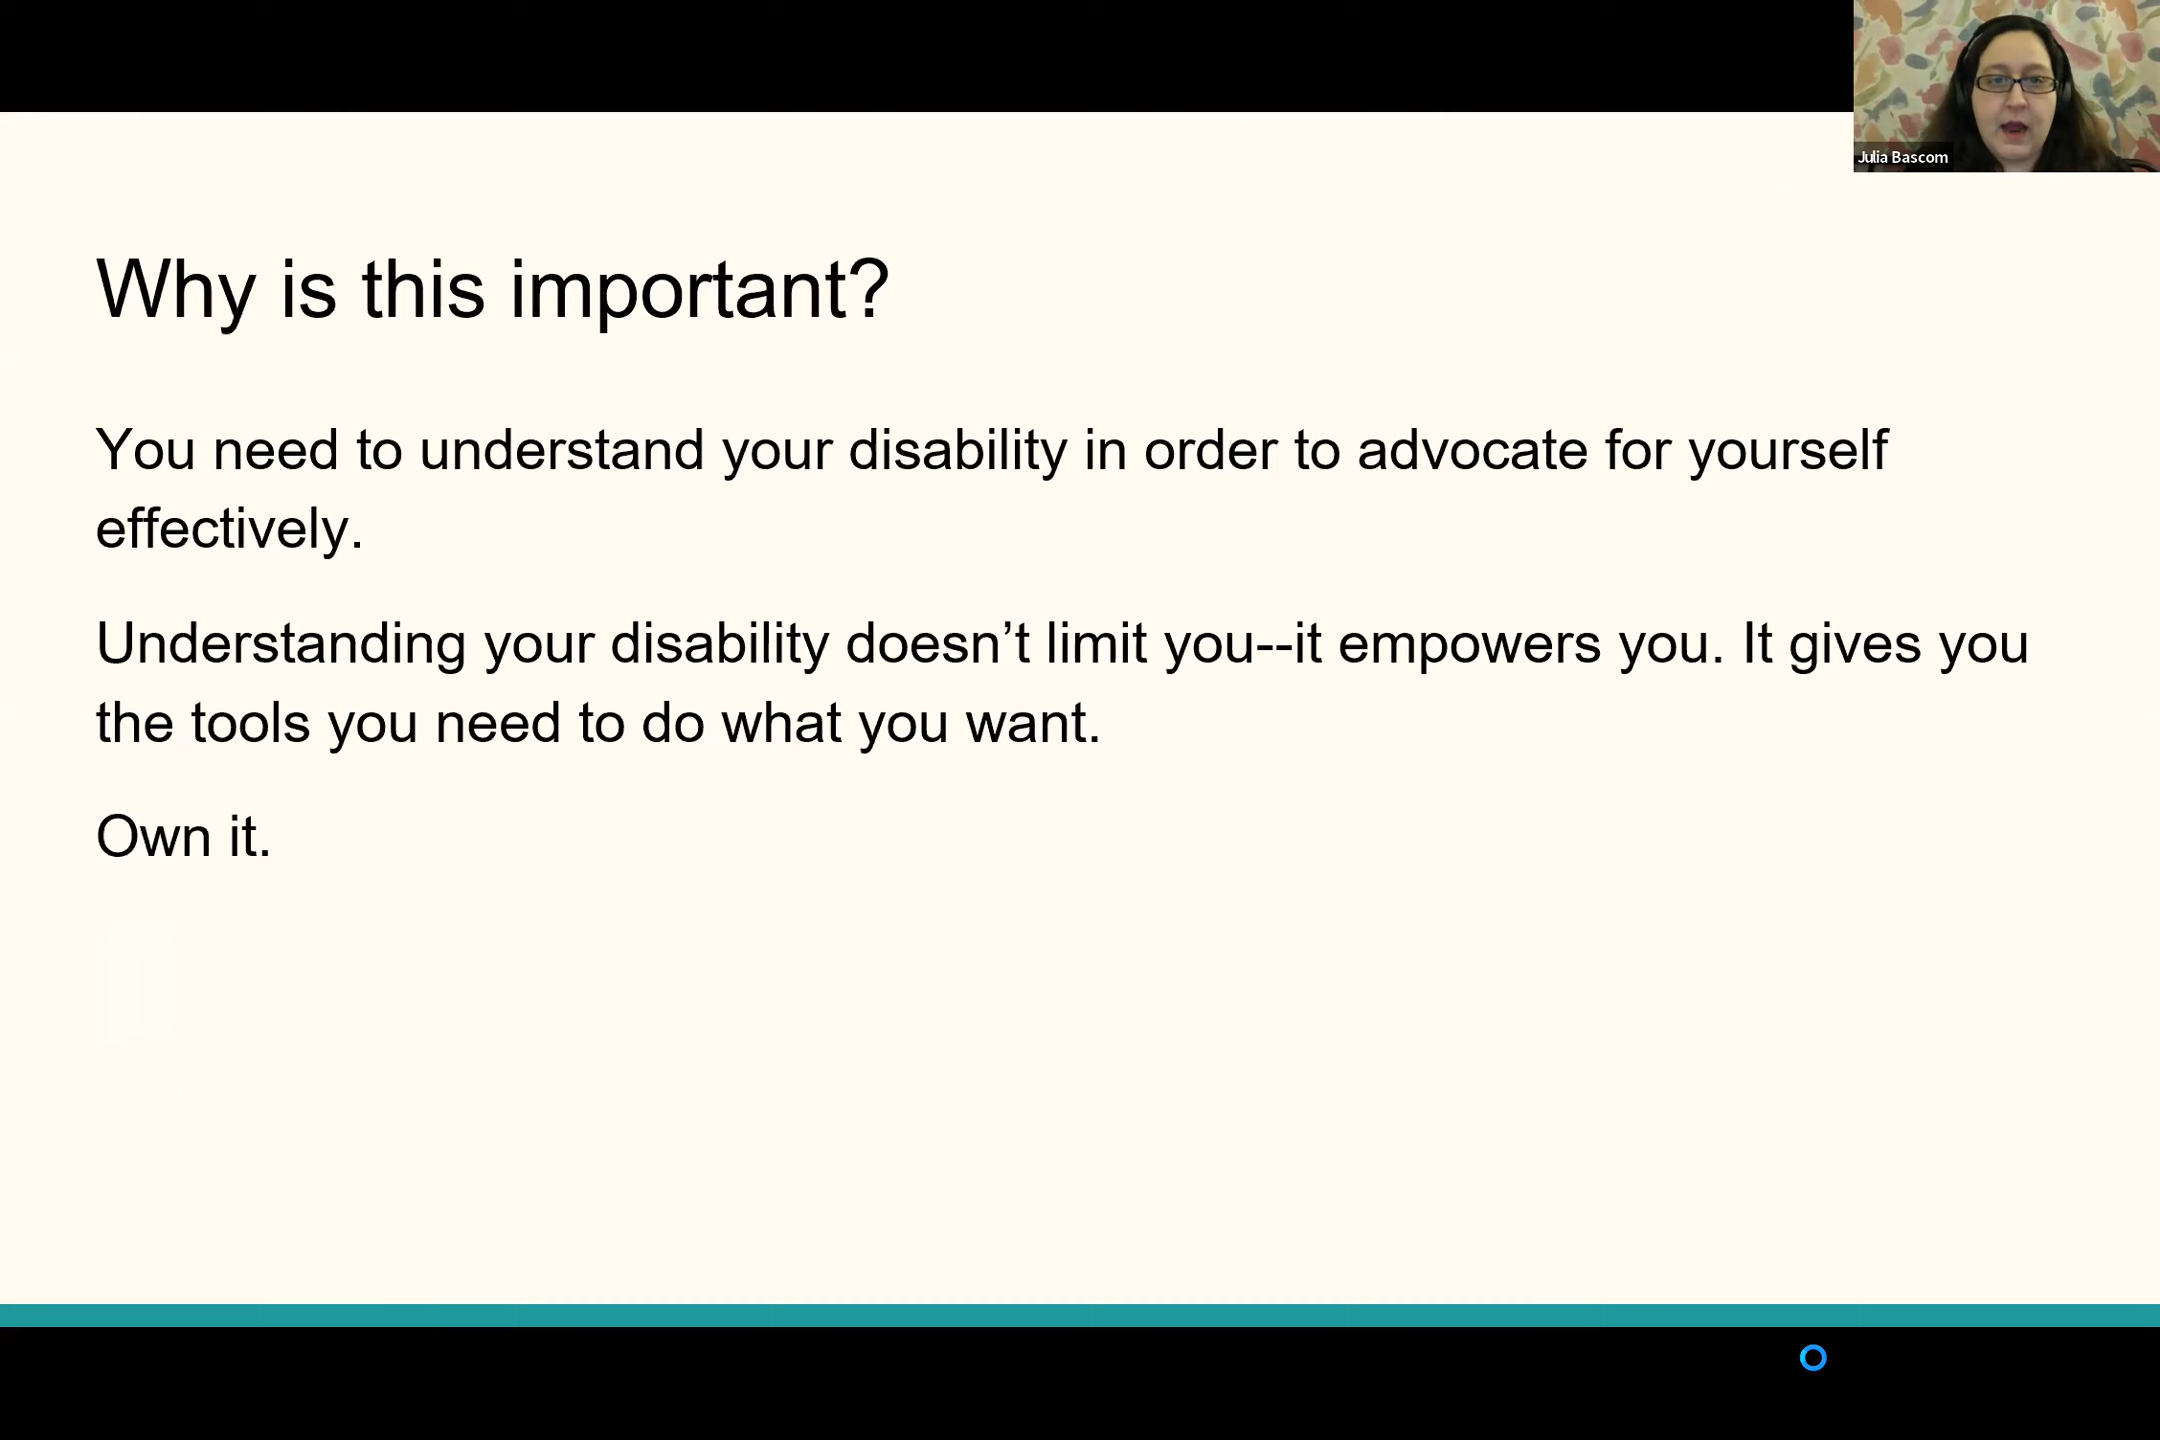 Julia Bascom
Why is this important?
You need to understand your disability in order to advocate for yourself
effectively.
Understanding your disability doesn’t limit you--it empowers you. It gives you
the tools you need to do what you want.
Own it.